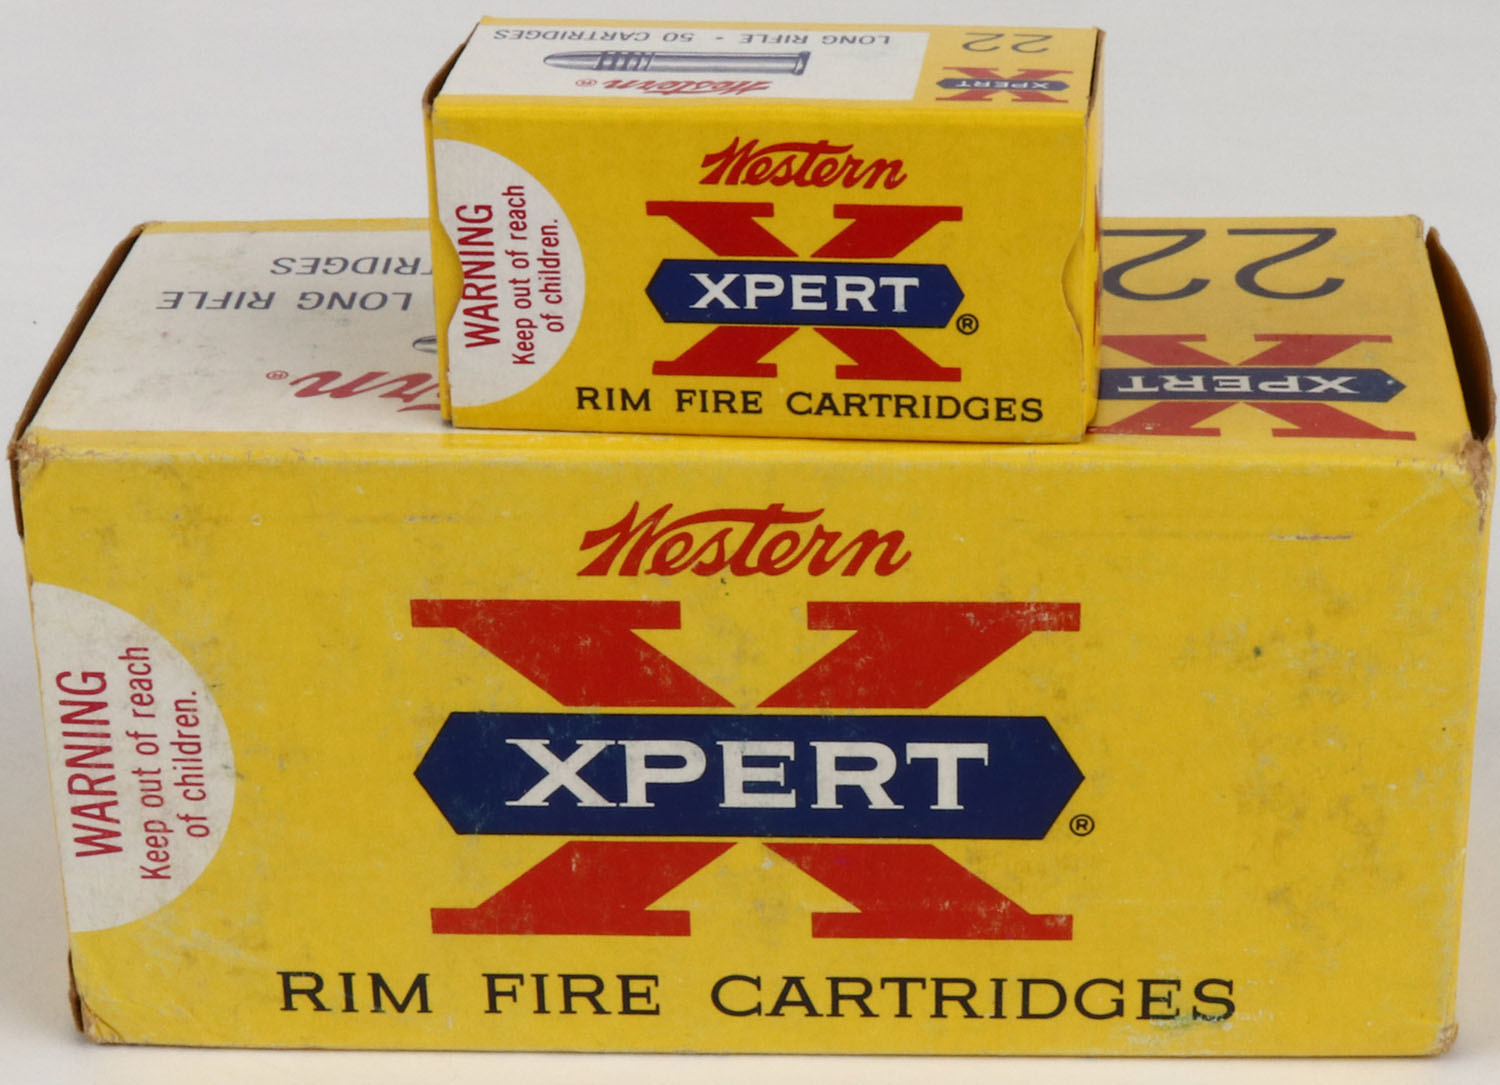 LONG RIFLE - 50 CARTRIDGES
22
Western®
XPERT
Western
XPERT
®
RIM FIRE CARTRIDGES
WARNING
Keep out of reach
of children.
LONG RIFLE
22
®
XPERT
Western
XPERT
®
RIM FIRE CARTRIDGES
WARNING
Keep out of reach
of children.